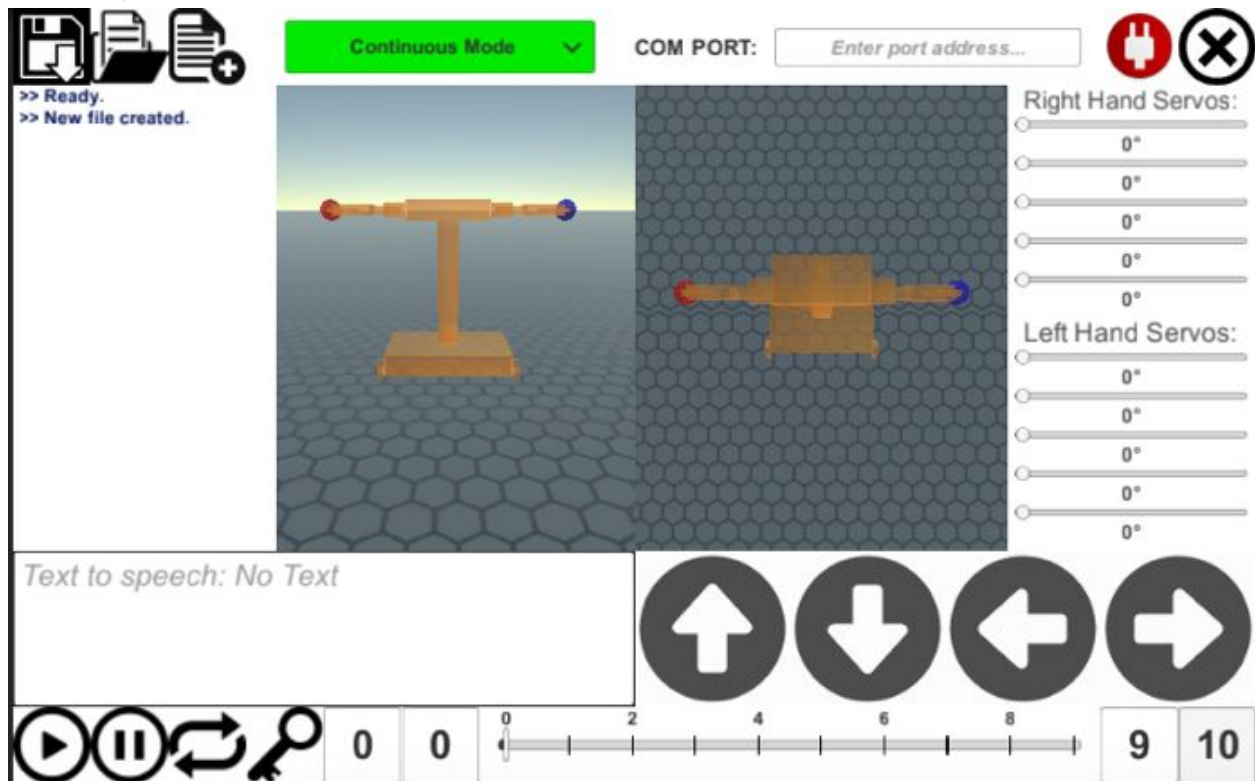 Continuous Mode
COM PORT:
Enter port address...
>> Ready.
>> New file created.
Right Hand Servos:
0°
0°
0°
0°
0°
Left Hand Servos:
0°
0°
0°
0°
0°
Text to speech: No Text
0
0
0 2 4 6 8
9
10